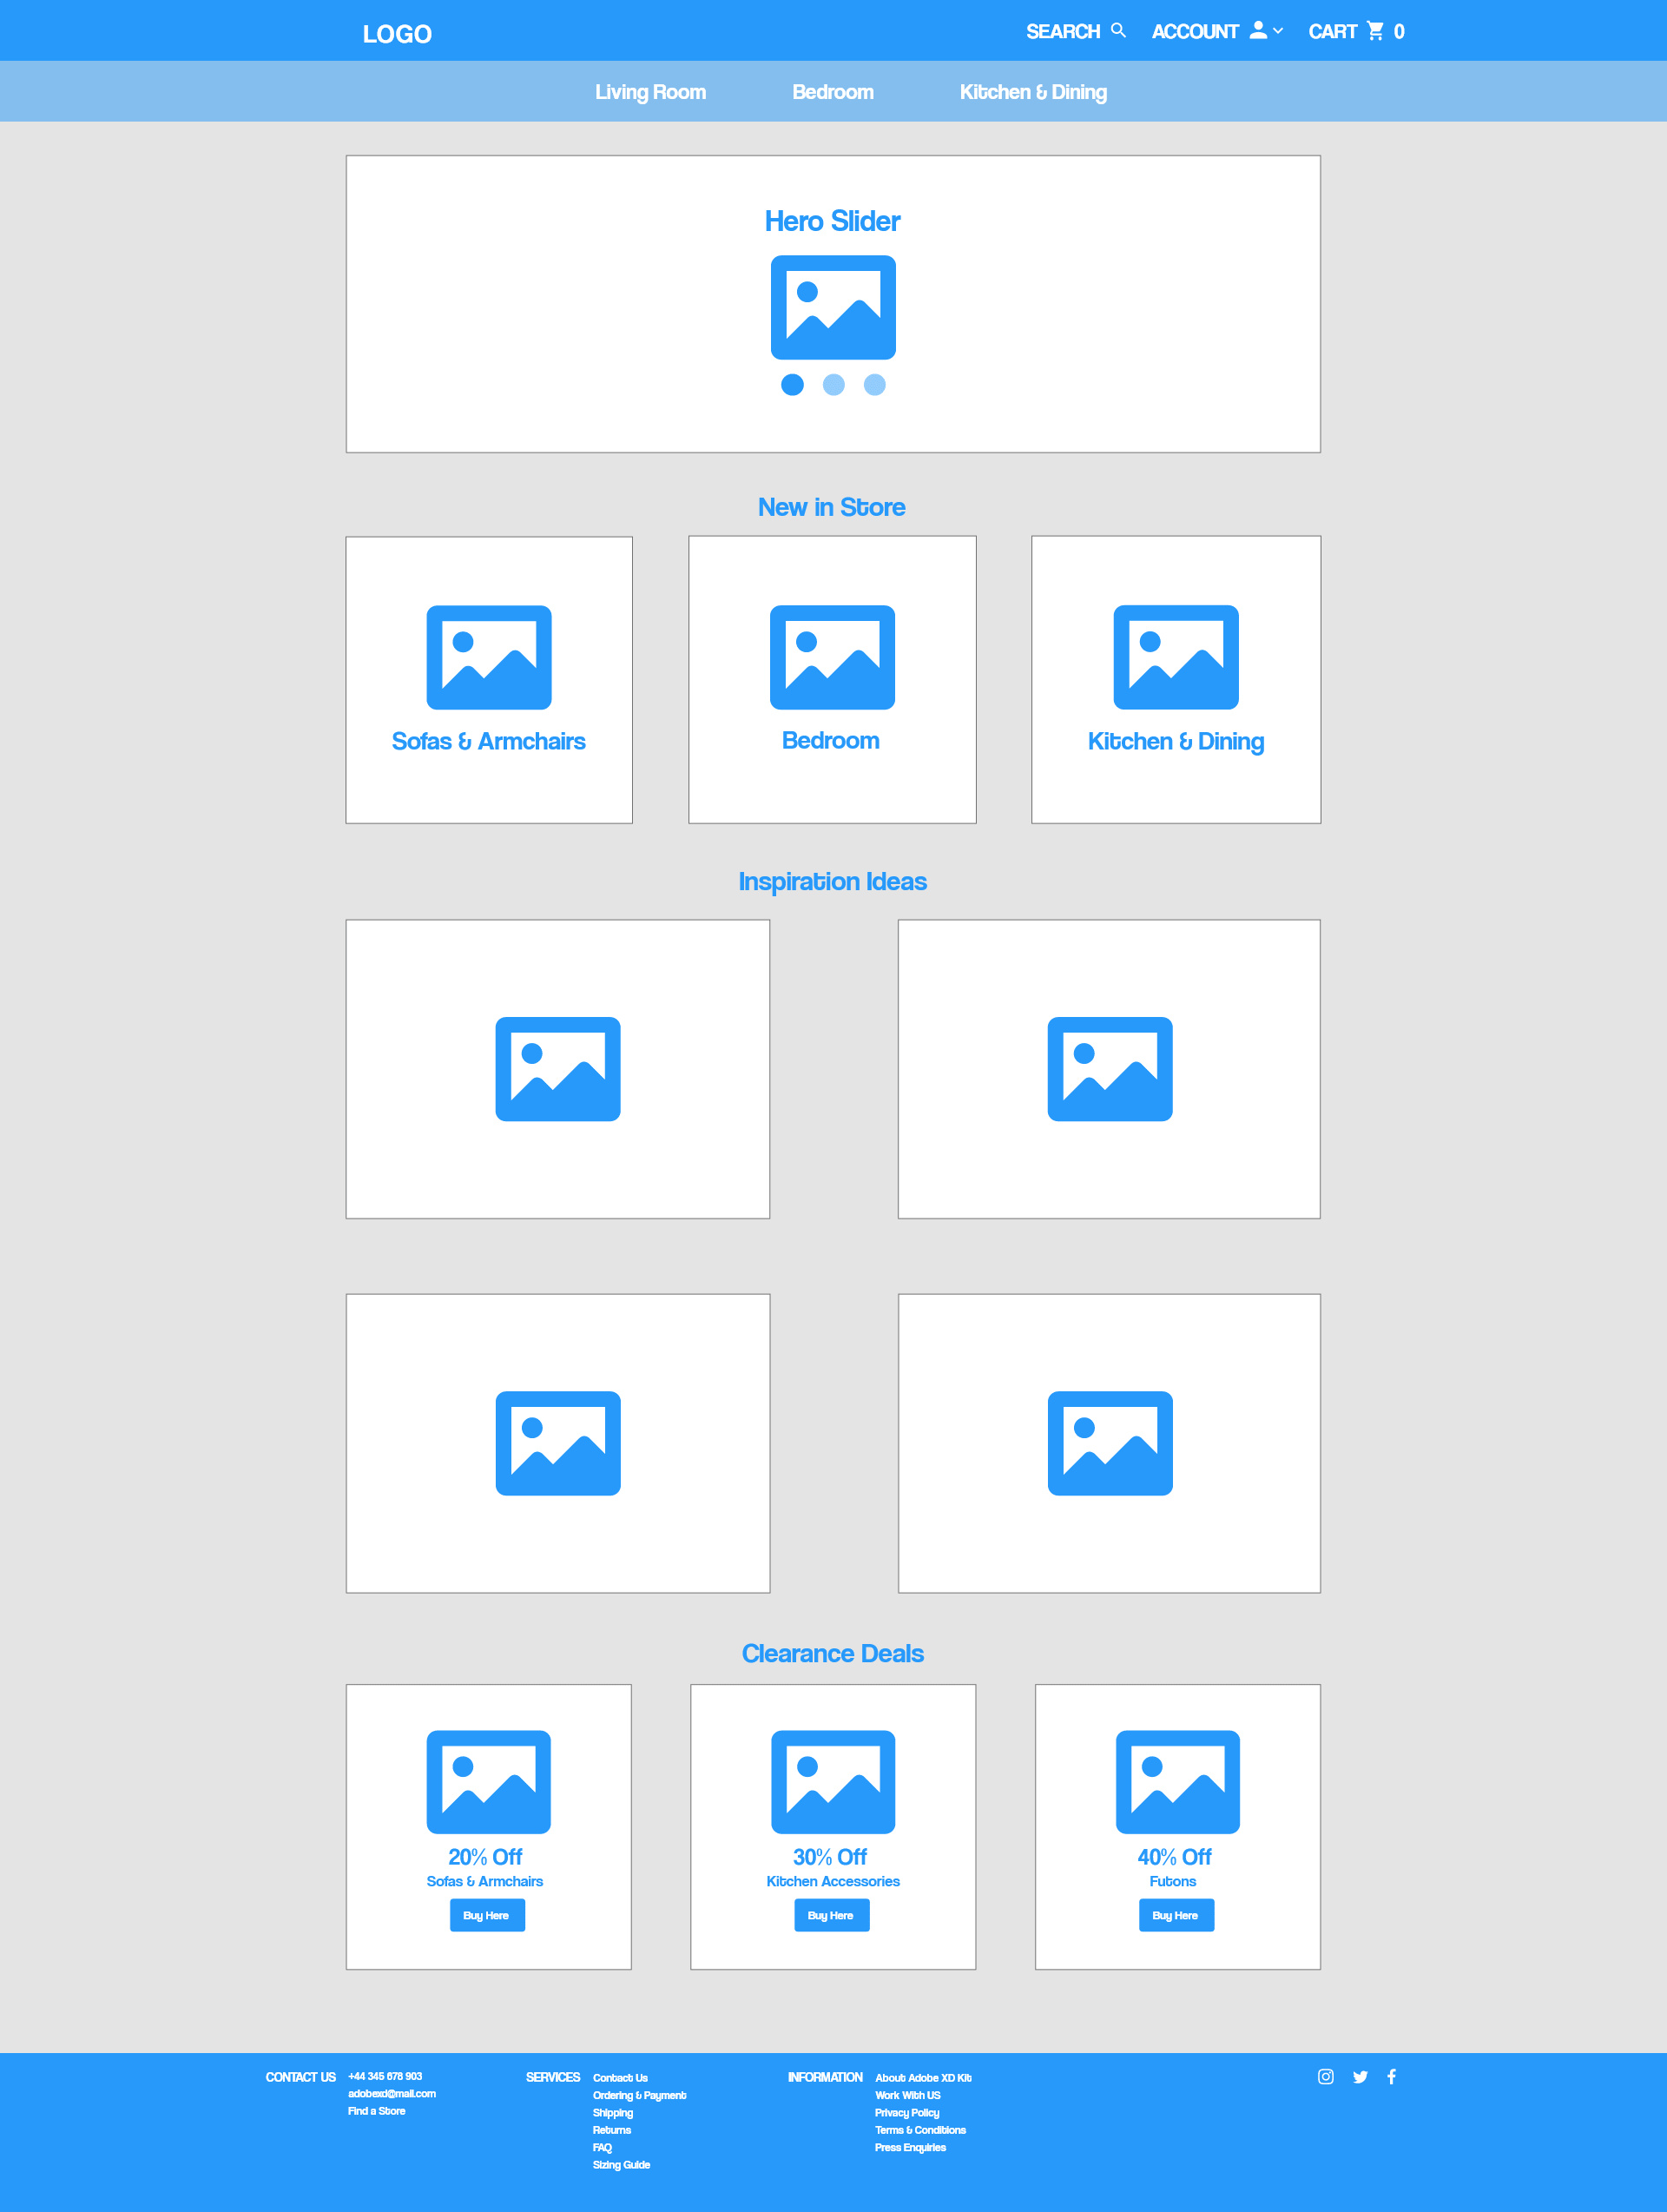 LOGO
SEARCH ACCOUNT CART 0
Living Room Bedroom Kitchen & Dining
Hero Slider
New in Store
Sofas & Armchairs
Bedroom
Kitchen & Dining
Inspiration Ideas
Clearance Deals
20% Off
Sofas & Armchairs
Buy Here
30% Off
Kitchen Accessories
Buy Here
40% Off
Futons
Buy Here
CONTACT US
+44 345 678 903
adobexd@mail.com
Find a Store
SERVICES
Contact Us
Ordering & Payment
Shipping
Returns
FAQ
Sizing Guide
INFORMATION
About Adobe XD Kit
Work With US
Privacy Policy
Terms & Conditions
Press Enquiries